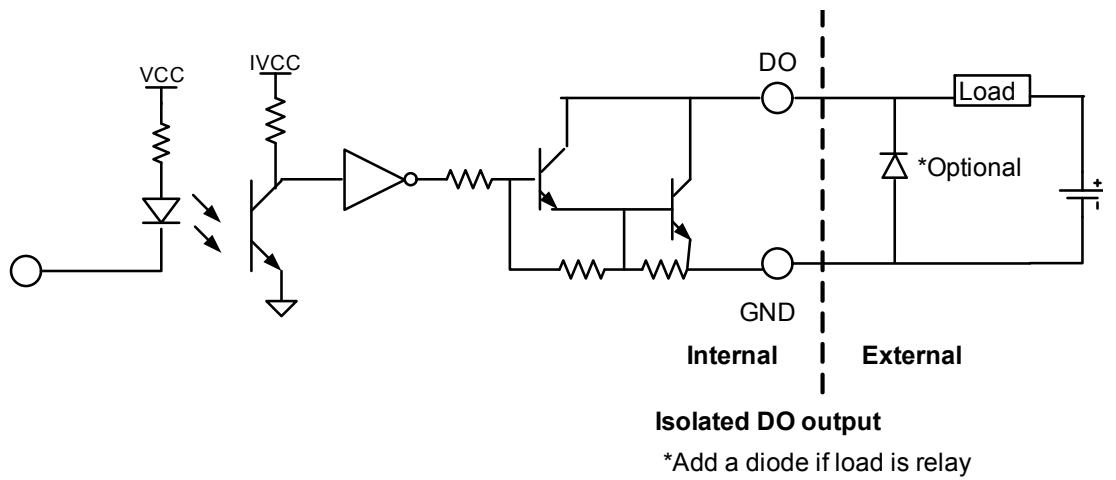 VCC
IVCC
DO
Load
*Optional
+
-
GND
Internal
External
Isolated DO output
*Add a diode if load is relay